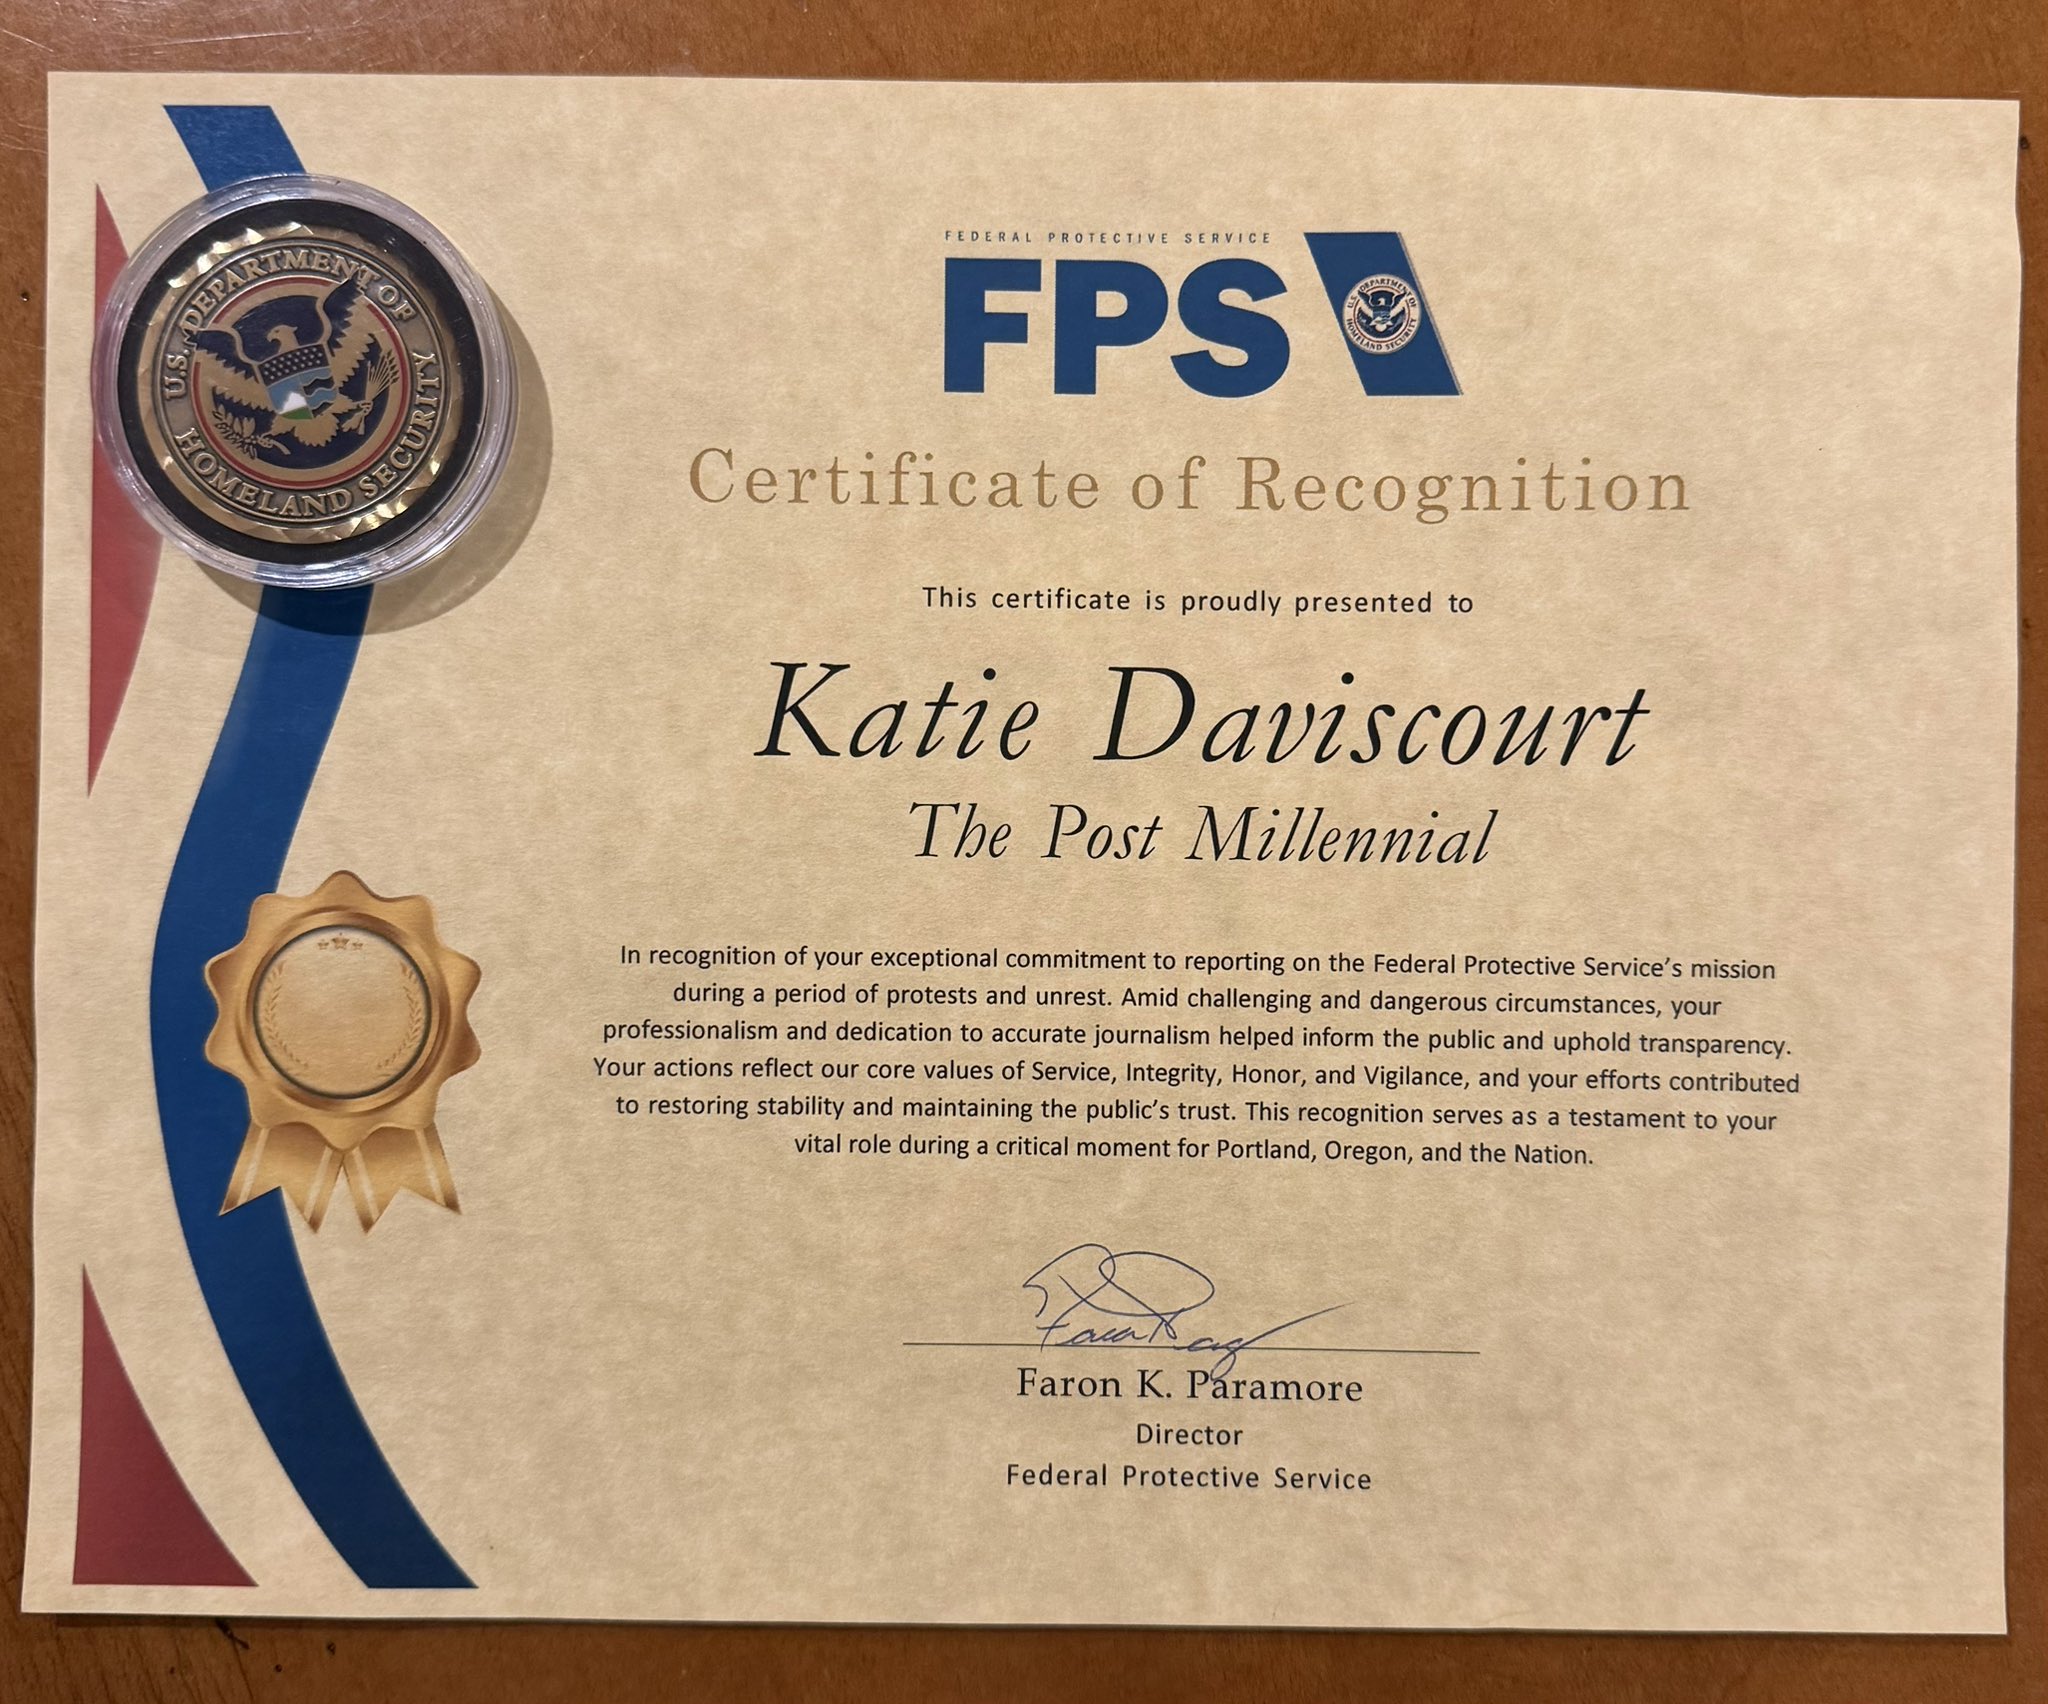 U.S. DEPARTMENT OF
HOMELAND SECURITY
FEDERAL PROTECTIVE SERVICE
FPS
U.S. DEPARTMENT OF
HOMELAND SECURITY
Certificate of Recognition
This certificate is proudly presented to
Katie Daviscourt
The Post Millennial
In recognition of your exceptional commitment to reporting on the Federal Protective Service's mission
during a period of protests and unrest. Amid challenging and dangerous circumstances, your
professionalism and dedication to accurate journalism helped inform the public and uphold transparency.
Your actions reflect our core values of Service, Integrity, Honor, and Vigilance, and your efforts contributed
to restoring stability and maintaining the public's trust. This recognition serves as a testament to your
vital role during a critical moment for Portland, Oregon, and the Nation.
Faron K. Paramore
Director
Federal Protective Service